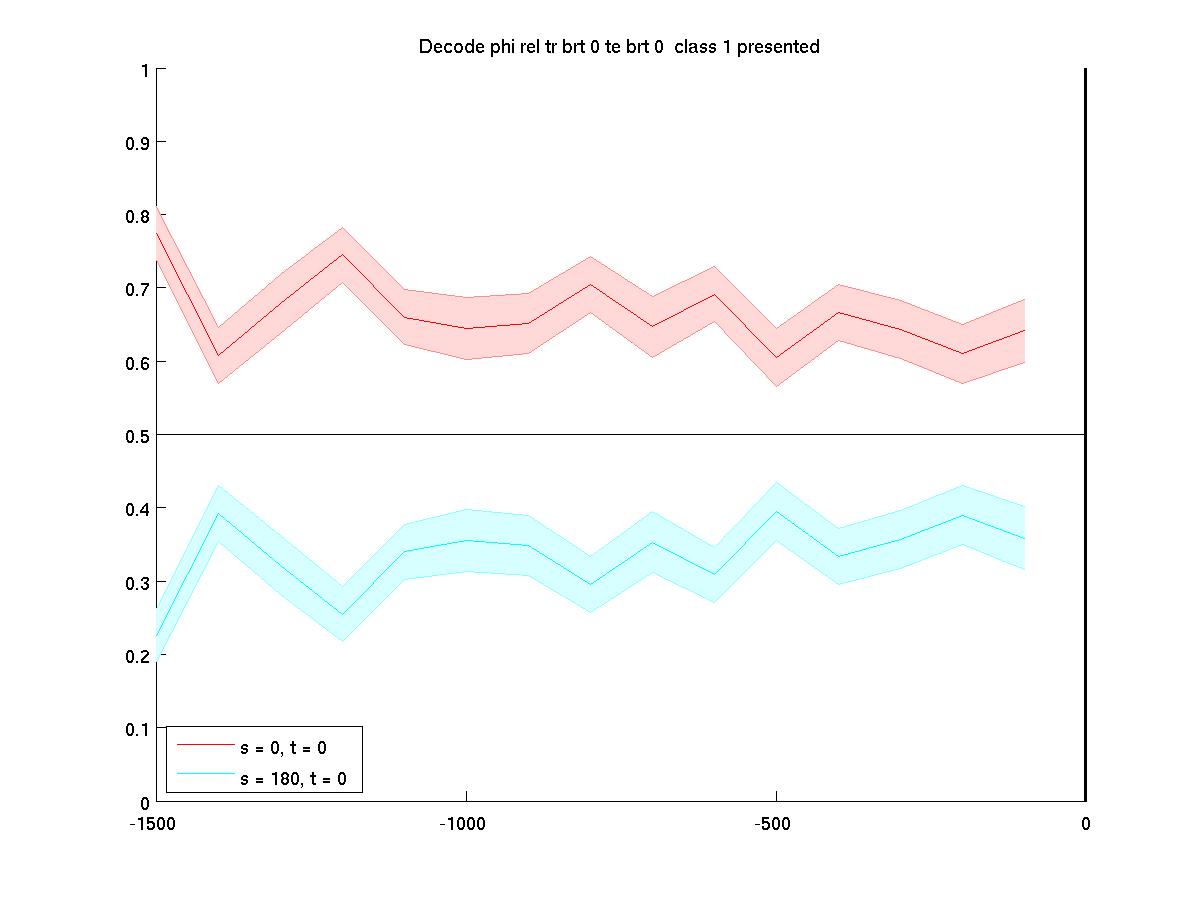 Decode phi rel tr brt 0 te brt 0  class 1 presented
1
0.9
0.8
0.7
0.6
0.5
0.4
0.3
0.2
0.1
0
s = 0, t = 0
s = 180, t = 0
-1500 -1000 -500 0